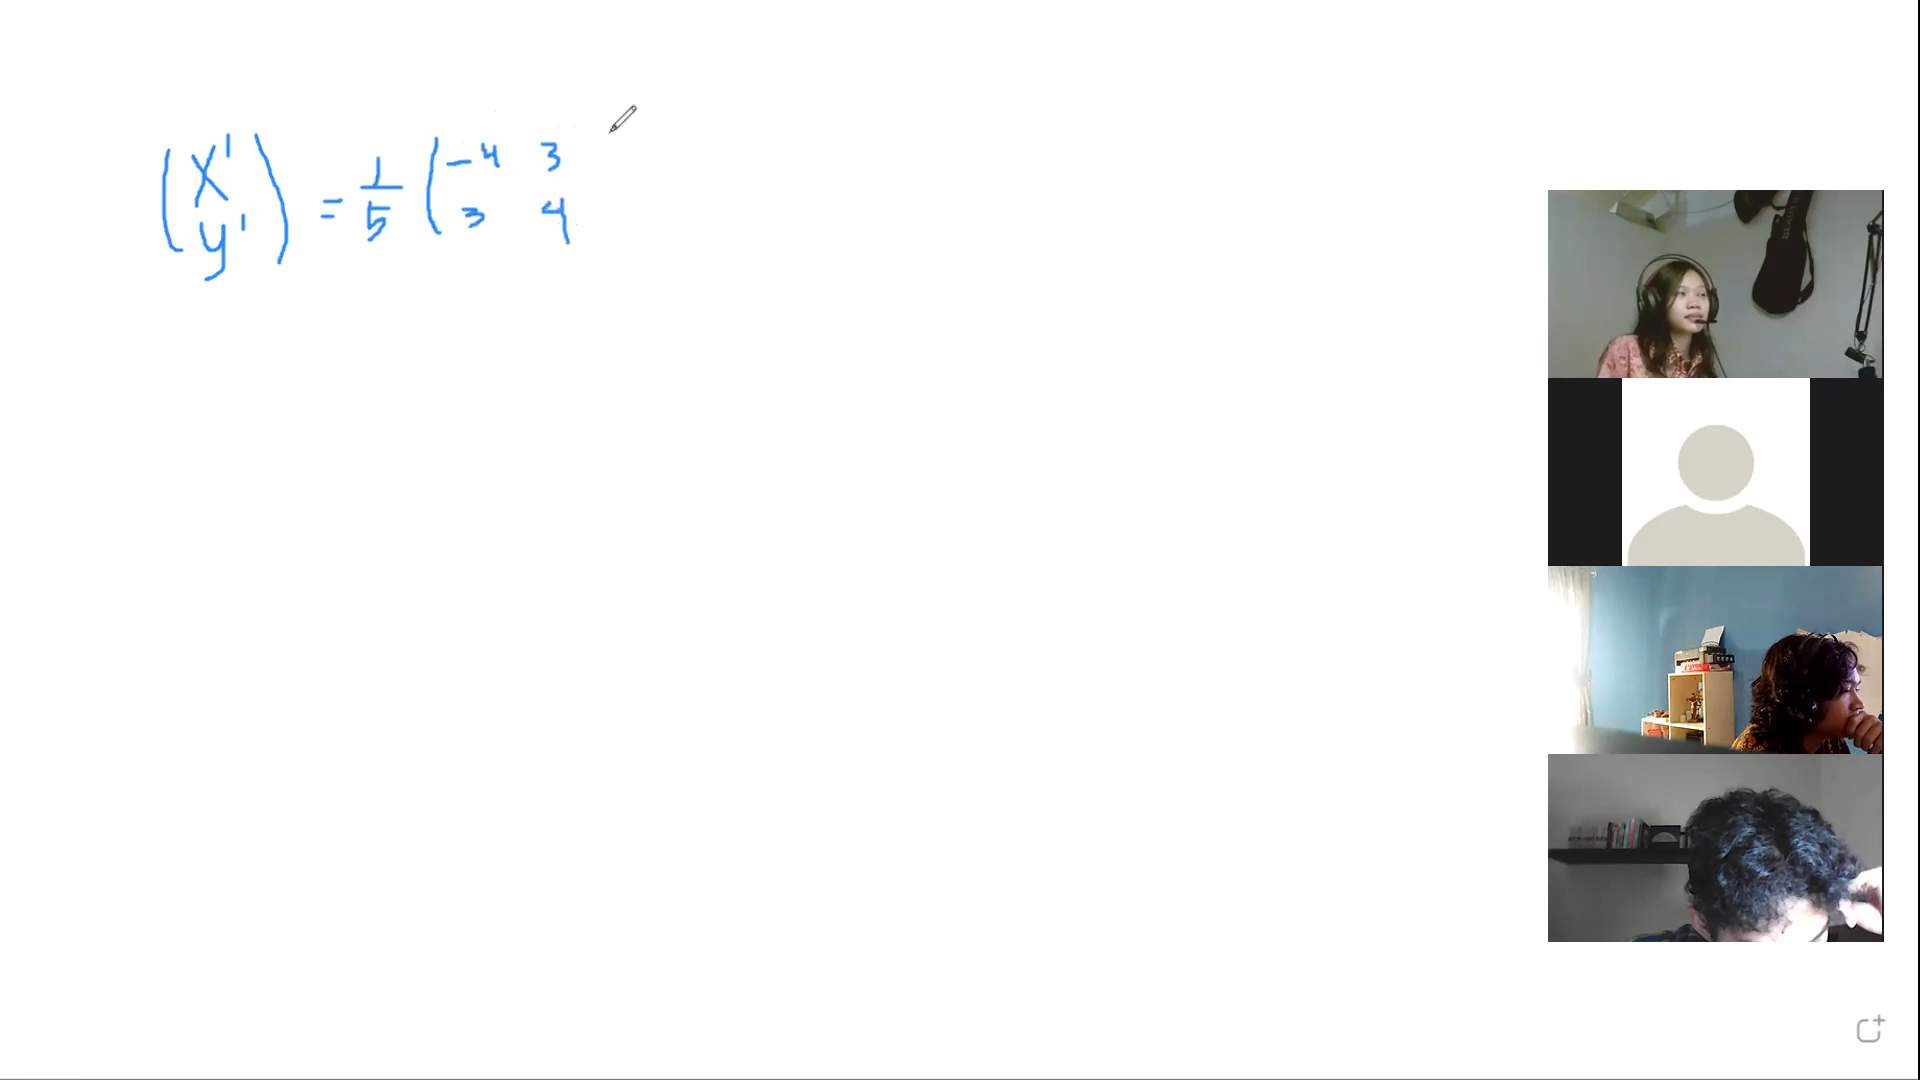 (x' y') = 1/5 (-4 3
3 4